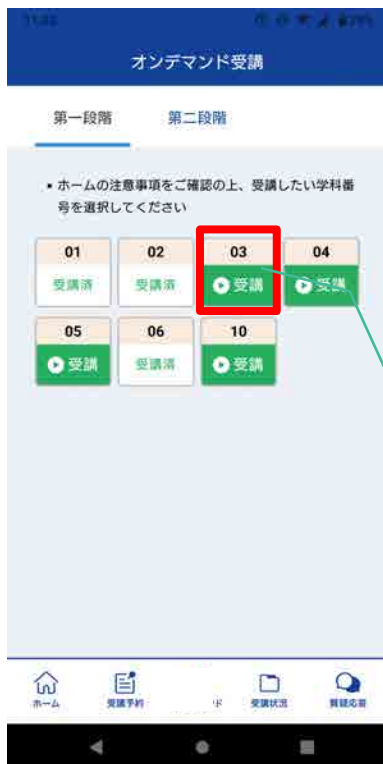 オンデマンド受講
第一段階 第二段階
▪ ホームの注意事項をご確認の上、受講したい学科番
号を選択してください
01 02 03 04
受講済 受講済 受講 受講
05 06 10
受講 受講済 受講
ホーム 受講予約 ド 受講状況 質疑応答